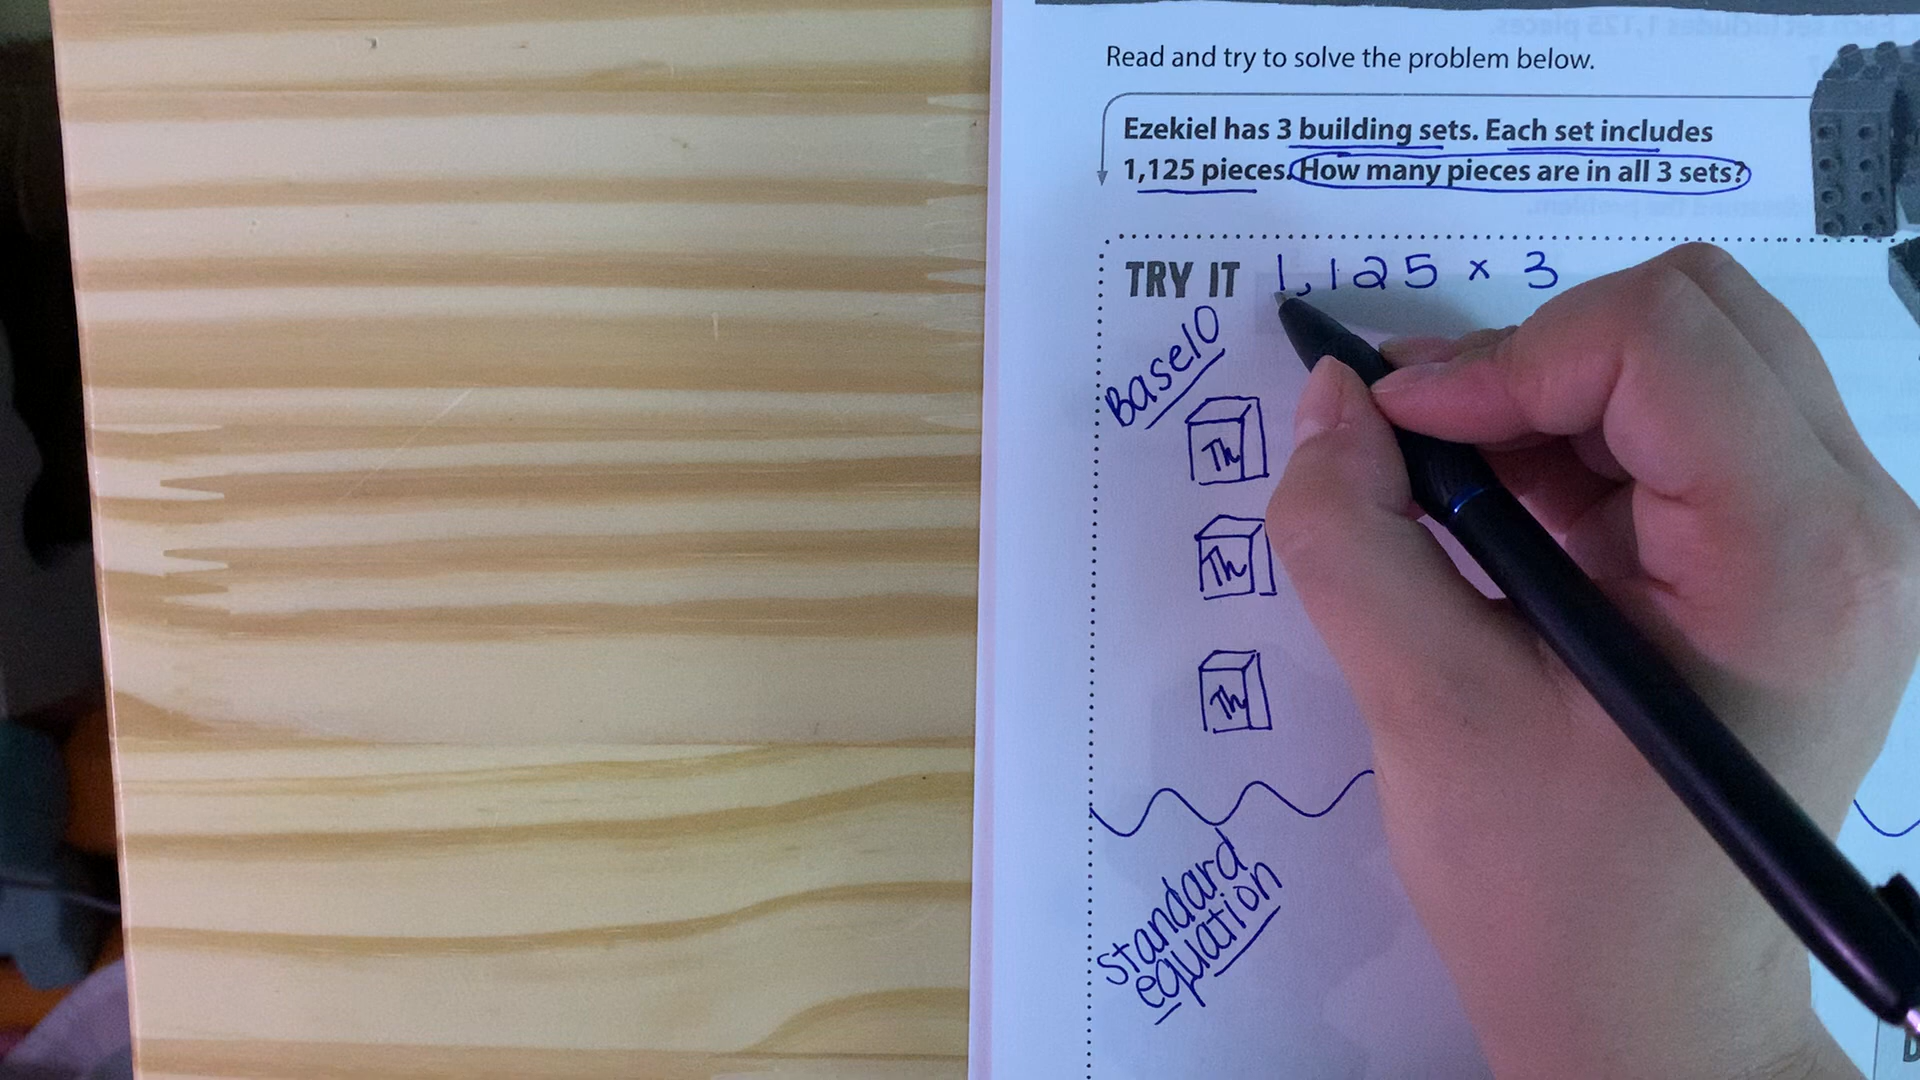 Read and try to solve the problem below.
Ezekiel has 3 building sets. Each set includes
1,125 pieces. How many pieces are in all 3 sets?
TRY IT 1,125 × 3
Base10
Th
Th
Th
Standard
equation